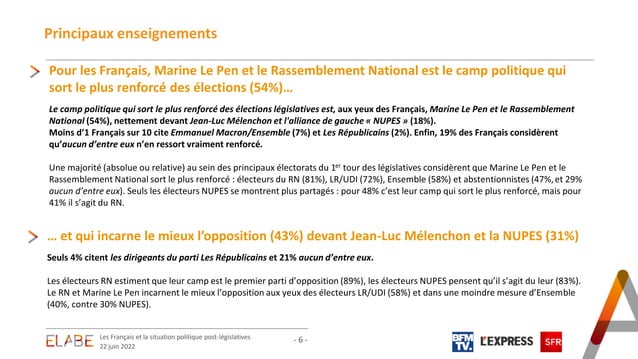 Principaux enseignements
Pour les Français, Marine Le Pen et le Rassemblement National est le camp politique qui
sort le plus renforcé des élections (54%)…
Le camp politique qui sort le plus renforcé des élections législatives est, aux yeux des Français, Marine Le Pen et le Rassemblement
National (54%), nettement devant Jean-Luc Mélenchon et l'alliance de gauche « NUPES » (18%).
Moins d’1 Français sur 10 cite Emmanuel Macron/Ensemble (7%) et Les Républicains (2%). Enfin, 19% des Français considèrent
qu’aucun d’entre eux n’en ressort vraiment renforcé.
Une majorité (absolue ou relative) au sein des principaux électorats du 1er tour des législatives considèrent que Marine Le Pen et le
Rassemblement National sort le plus renforcé : électeurs du RN (81%), LR/UDI (72%), Ensemble (58%) et abstentionnistes (47%, et 29%
aucun d’entre eux). Seuls les électeurs NUPES se montrent plus partagés : pour 48% c’est leur camp qui sort le plus renforcé, mais pour
41% il s’agit du RN.
… et qui incarne le mieux l’opposition (43%) devant Jean-Luc Mélenchon et la NUPES (31%)
Seuls 4% citent les dirigeants du parti Les Républicains et 21% aucun d’entre eux.
Les électeurs RN estiment que leur camp est le premier parti d’opposition (89%), les électeurs NUPES pensent qu’il s’agit du leur (83%).
Le RN et Marine Le Pen incarnent le mieux l’opposition aux yeux des électeurs LR/UDI (58%) et dans une moindre mesure d’Ensemble
(40%, contre 30% NUPES).
ELABE
Les Français et la situation politique post-législatives
22 juin 2022
- 6 -
BFM
TV.
L'EXPRESS
SFR